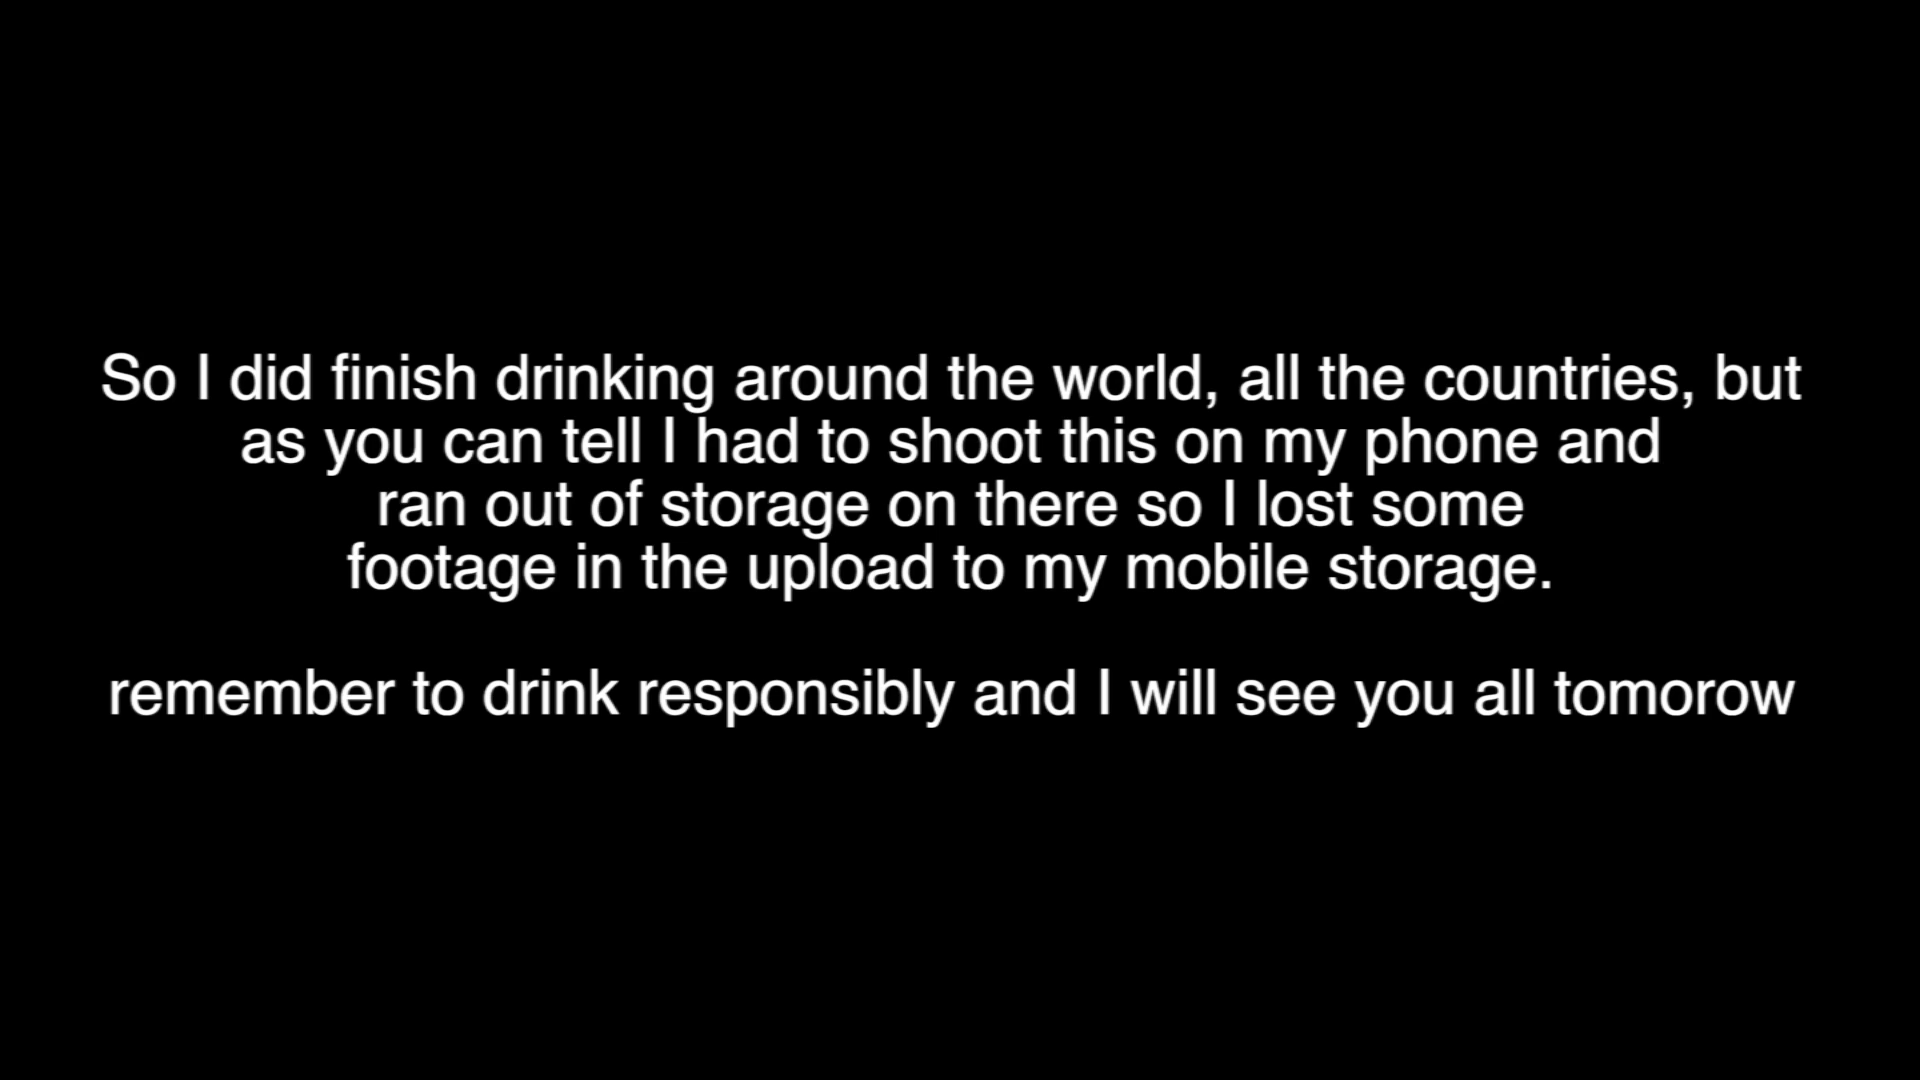 So I did finish drinking around the world, all the countries, but
as you can tell I had to shoot this on my phone and
ran out of storage on there so I lost some
footage in the upload to my mobile storage.
remember to drink responsibly and I will see you all tomorow